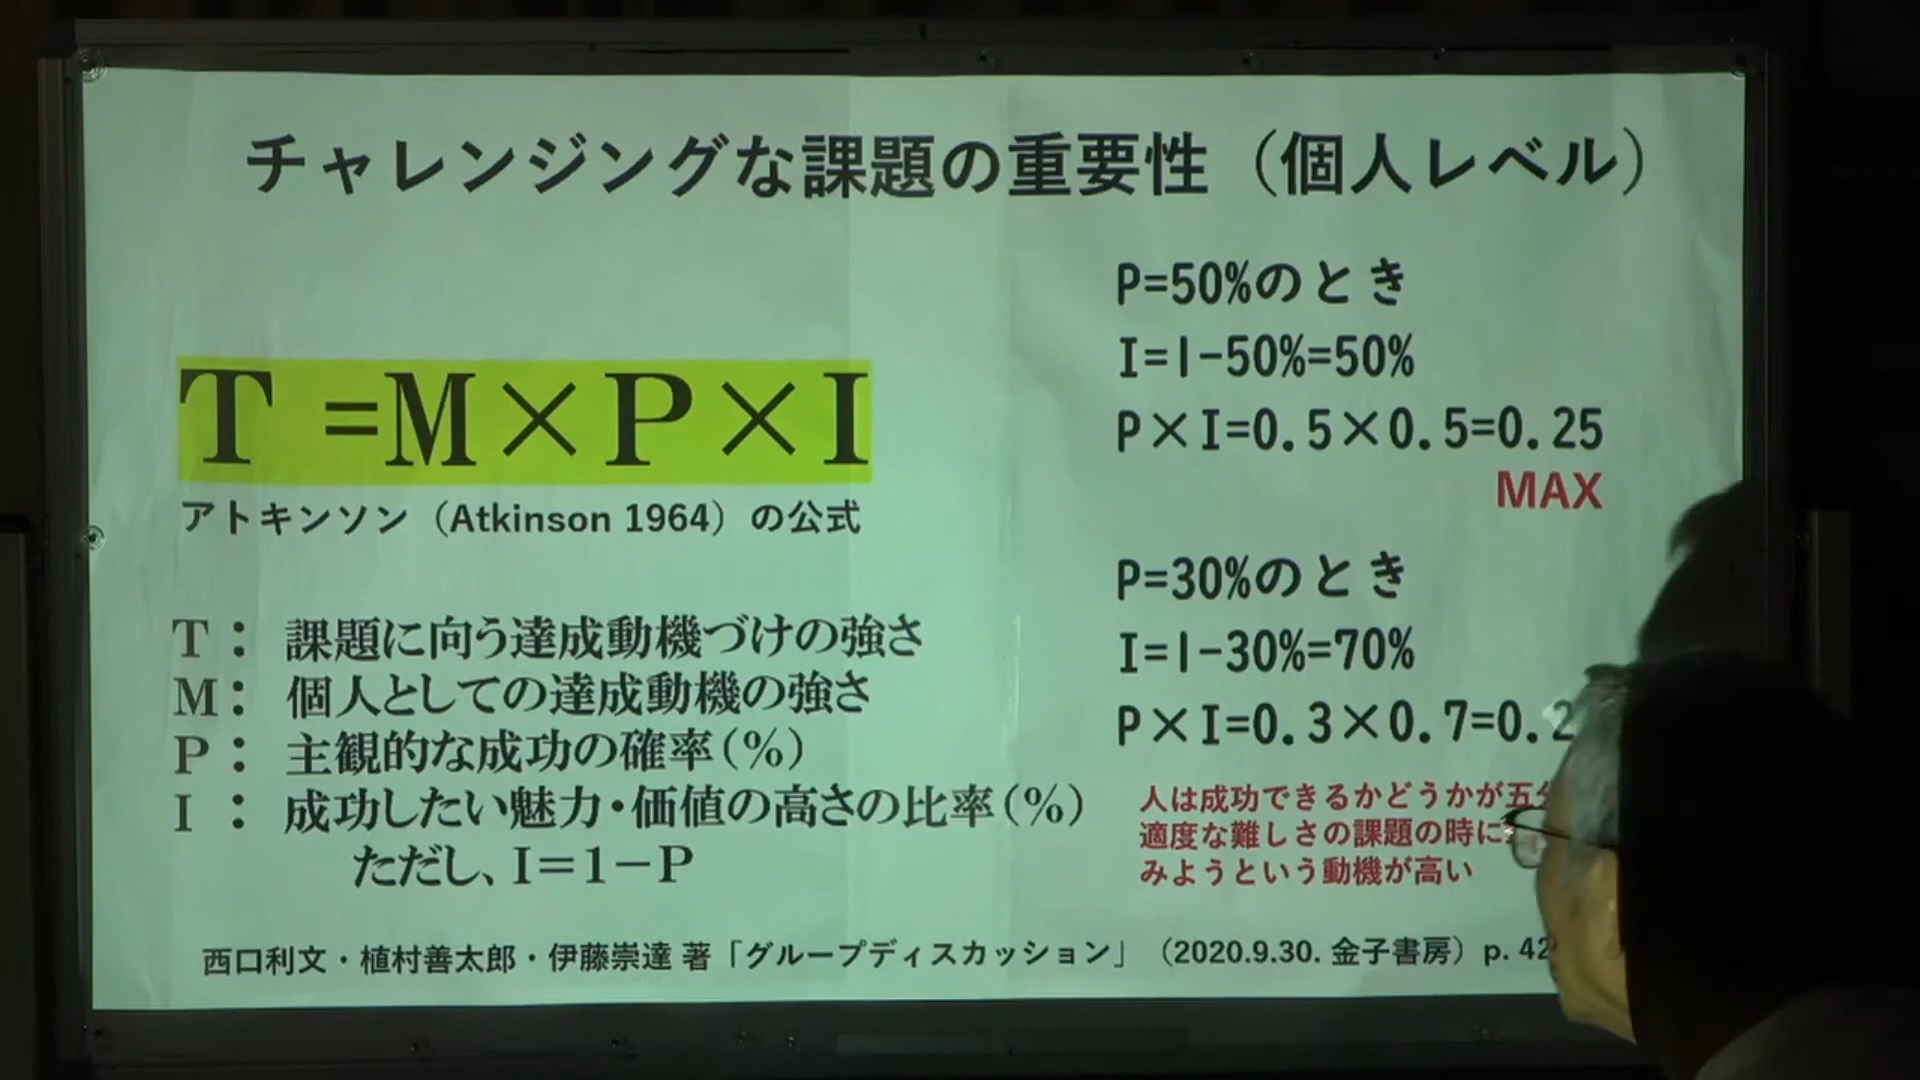 チャレンジングな課題の重要性（個人レベル）
T =M×P×I
アトキンソン（Atkinson 1964）の公式
T： 課題に向う達成動機づけの強さ
M： 個人としての達成動機の強さ
P： 主観的な成功の確率（%）
I： 成功したい魅力・価値の高さの比率（%）
ただし、I＝1－P
P=50%のとき
I=1-50%=50%
P×I=0.5×0.5=0.25
MAX
P=30%のとき
I=1-30%=70%
P×I=0.3×0.7=0.2
人は成功できるかどうかが五分
適度な難しさの課題の時に
みようという動機が高い
西口利文・植村善太郎・伊藤崇達 著「グループディスカッション」（2020.9.30. 金子書房）p. 42